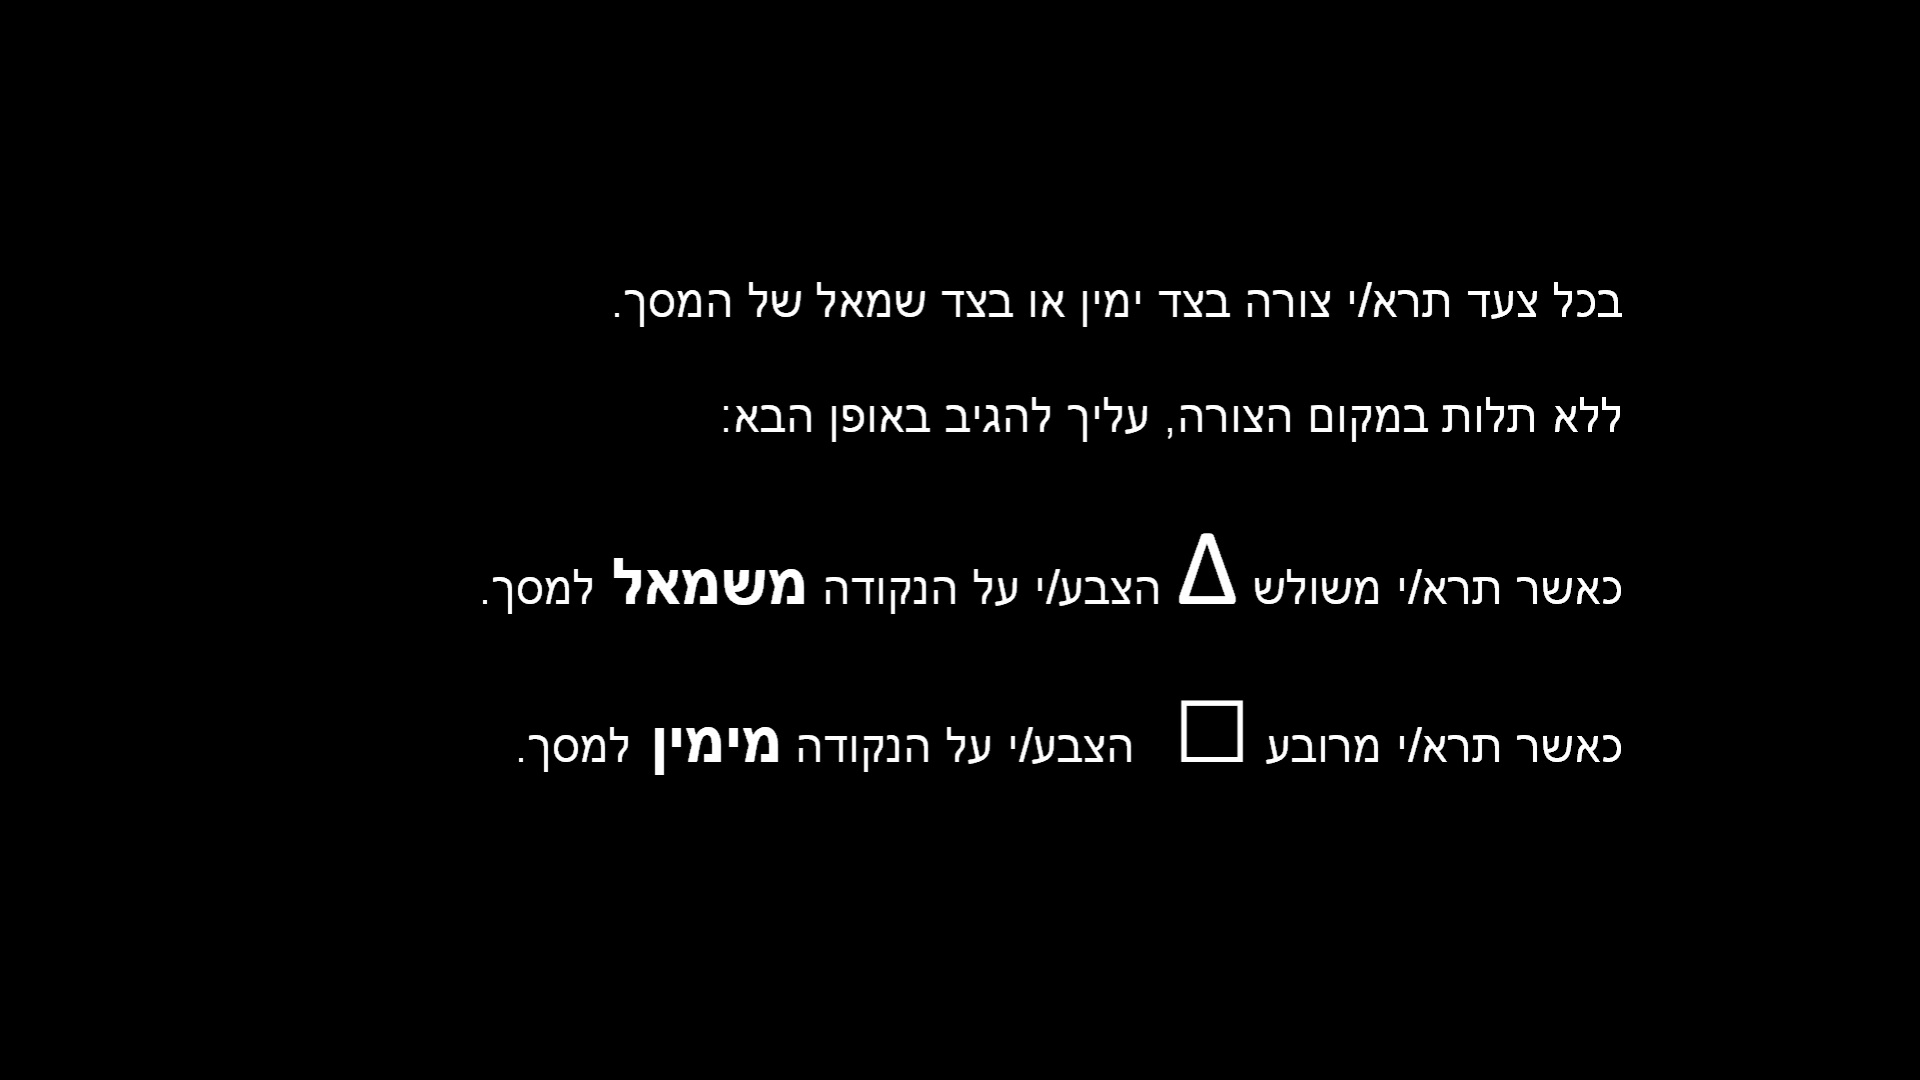 בכל צעד תרא/י צורה בצד ימין או בצד שמאל של המסך.
ללא תלות במקום הצורה, עליך להגיב באופן הבא:
כאשר תרא/י משולש Δ הצבע/י על הנקודה משמאל למסך.
כאשר תרא/י מרובע □ הצבע/י על הנקודה מימין למסך.